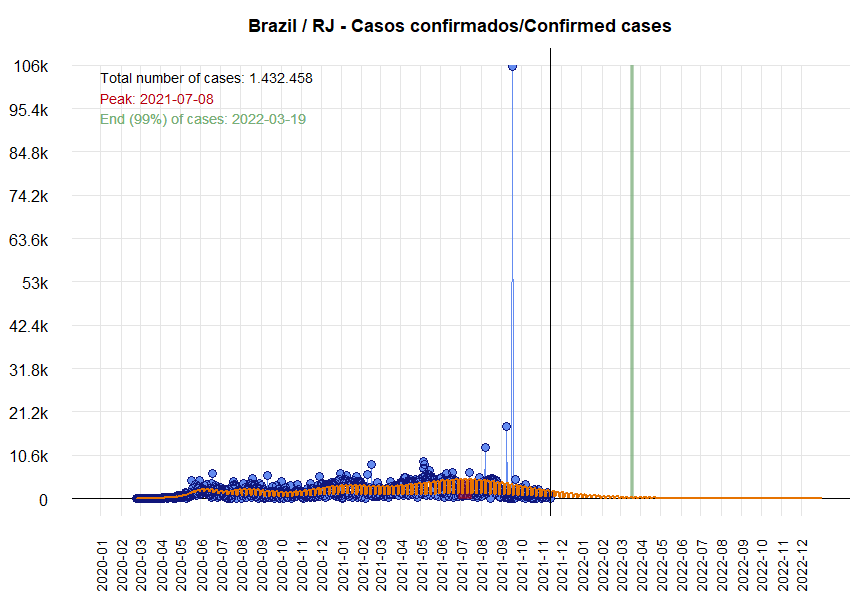 Brazil / RJ - Casos confirmados/Confirmed cases
106k
Total number of cases: 1.432.458
Peak: 2021-07-08
End (99%) of cases: 2022-03-19
95.4k
84.8k
74.2k
63.6k
53k
42.4k
31.8k
21.2k
10.6k
0
2020-01
2020-02
2020-03
2020-04
2020-05
2020-06
2020-07
2020-08
2020-09
2020-10
2020-11
2020-12
2021-01
2021-02
2021-03
2021-04
2021-05
2021-06
2021-07
2021-08
2021-09
2021-10
2021-11
2021-12
2022-01
2022-02
2022-03
2022-04
2022-05
2022-06
2022-07
2022-08
2022-09
2022-10
2022-11
2022-12